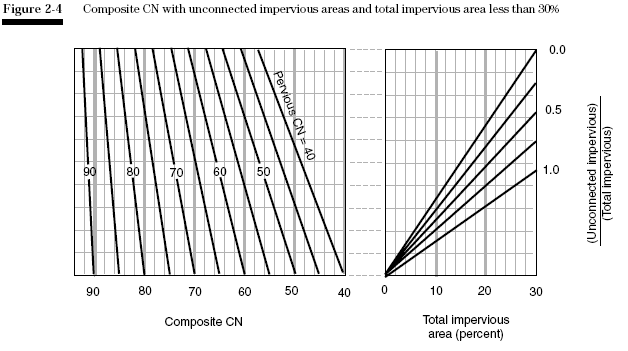 Figure 2-4 Composite CN with unconnected impervious areas and total impervious area less than 30%
Pervious CN = 40
90 80 70 60 50
90 80 70 60 50 40
Composite CN
0.0
0.5
1.0
(Unconnected impervious)
(Total impervious)
0 10 20 30
Total impervious
area (percent)